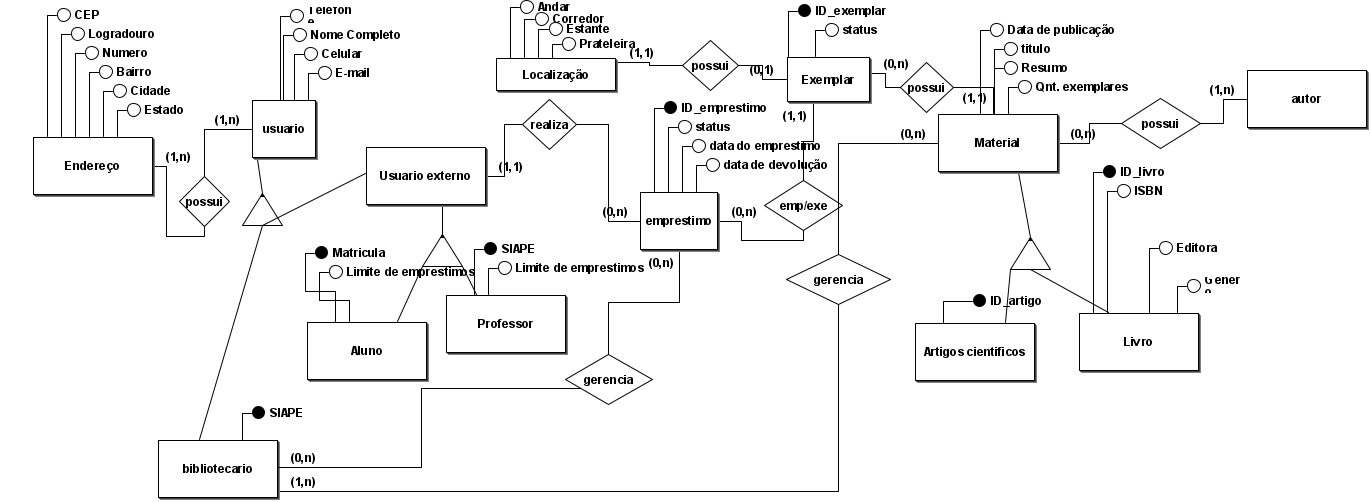 CEP
Logradouro
Numero
Bairro
Cidade
Estado
Endereço
(1,n)
possui
(1,n)
Nome Completo
Celular
E-mail
usuario
Usuario externo
(1,1)
realiza
(0,n)
Andar
Corredor
Estante
Prateleira
Localização
(1,1)
possui
(0,1)
ID_exemplar
status
Exemplar
(0,n)
possui
(1,1)
Data de publicação
titulo
Resumo
Qnt. exemplares
Material
(0,n)
possui
(1,n)
autor
ID_emprestimo
status
data do emprestimo
data de devolução
emprestimo
(0,n)
emp/exe
(1,1)
(0,n)
gerencia
(0,n)
gerencia
Matricula
Limite de emprestimos
Aluno
SIAPE
Limite de emprestimos
Professor
ID_artigo
Artigos cientificos
ID_livro
ISBN
Editora
Livro
SIAPE
bibliotecario
(0,n)
(1,n)